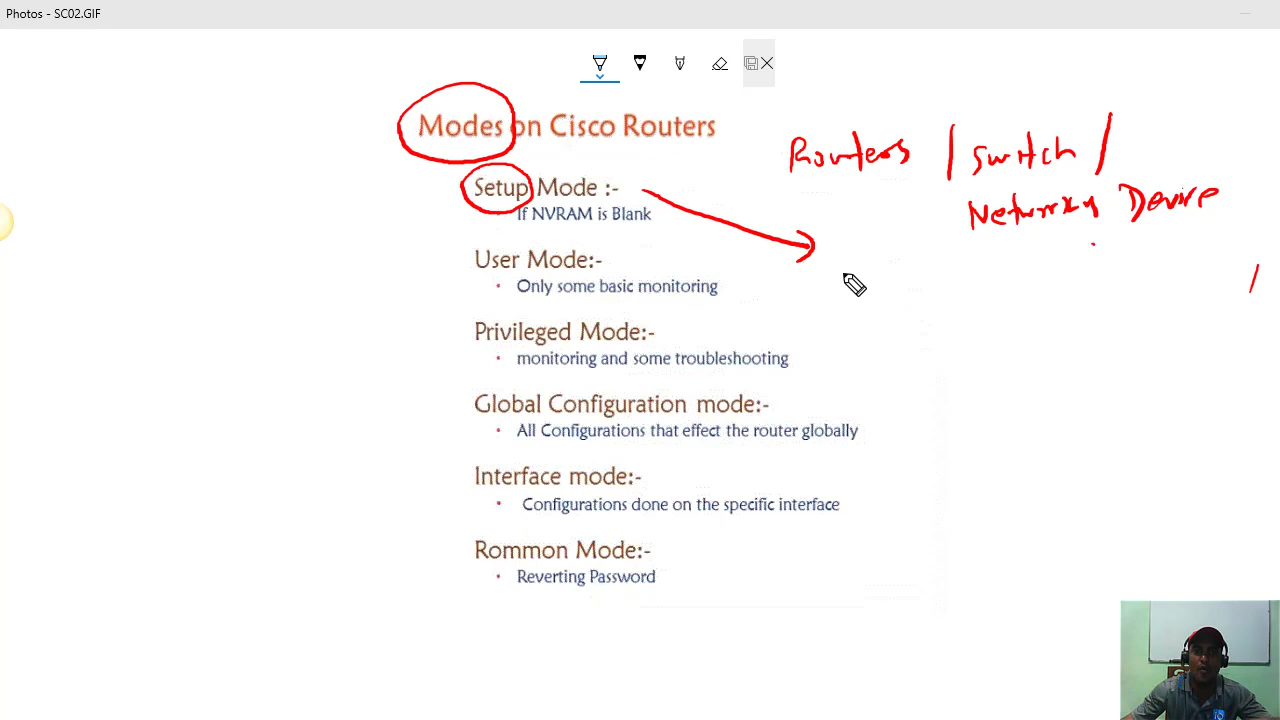 Photos - SC02.GIF
Modes on Cisco Routers
Routers / Switch /
Setup Mode :-
If NVRAM is Blank
Device
User Mode:-
• Only some basic monitoring
Privileged Mode:-
• monitoring and some troubleshooting
Global Configuration mode:-
• All Configurations that effect the router globally
Interface mode:-
• Configurations done on the specific interface
Rommon Mode:-
• Reverting Password